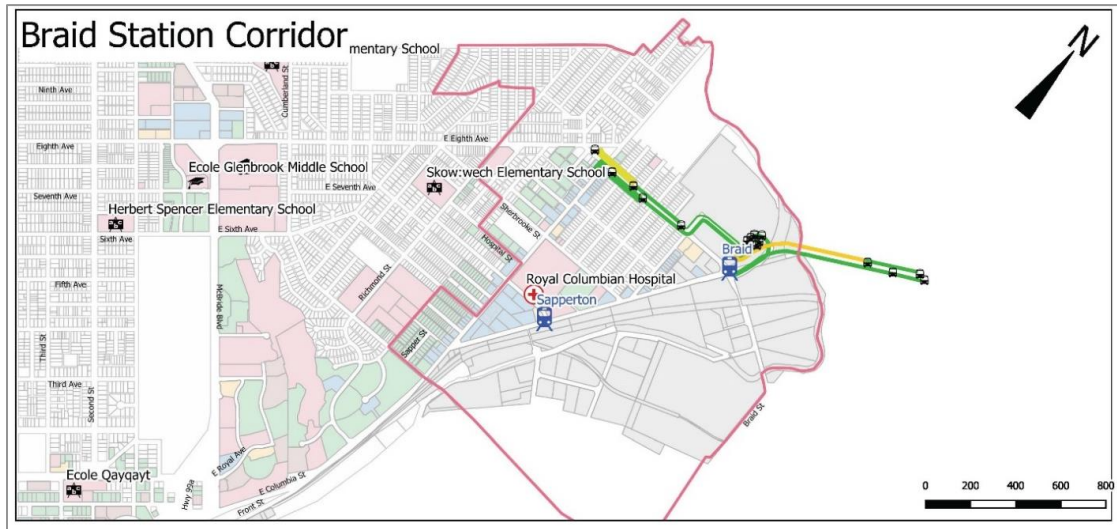 Braid Station Corridor
mentary School
N
Ninth Ave
Cumberland St
E Eighth Ave
Eighth Ave
Ecole Glenbrook Middle School
Skow:wech Elementary School
E Seventh Ave
Seventh Ave
Herbert Spencer Elementary School
Sherbrooke St
Sixth Ave
E Sixth Ave
Hospital St
Braid
Royal Columbian Hospital
Richmond St
Fifth Ave
McBride Blvd
Sapperton
Third St
Sapper St
Third Ave
Second St
Braid St
E Royal Ave
Ecole Qayqayt
E Columbia St
Hwy 99a
Front St
0 200 400 600 800